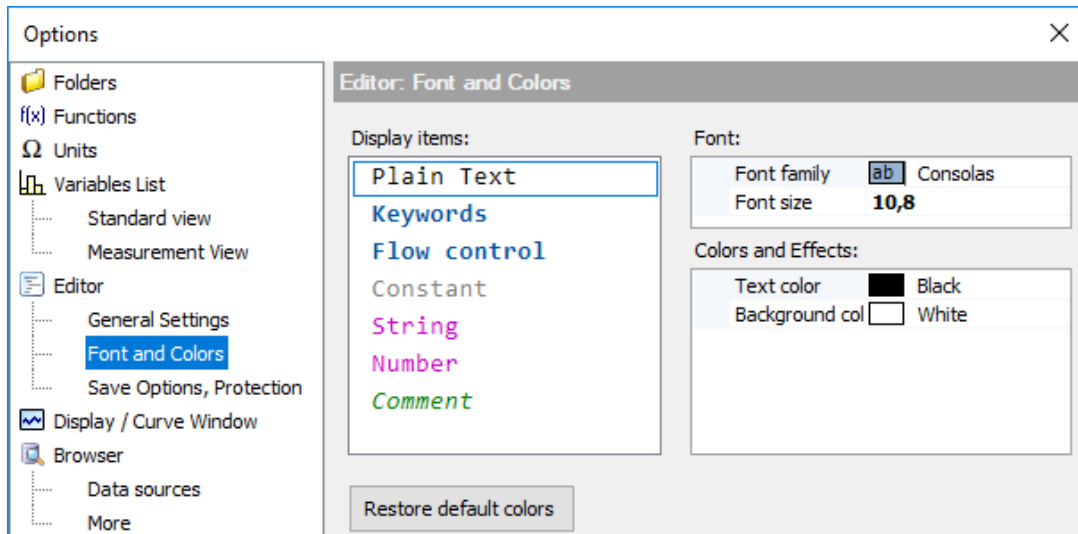 Options
Folders
f(x) Functions
Ω Units
Variables List
Standard view
Measurement View
Editor
General Settings
Font and Colors
Save Options, Protection
Display / Curve Window
Browser
Data sources
More
Editor: Font and Colors
Display items:
Plain Text
Keywords
Flow control
Constant
String
Number
Comment
Restore default colors
Font:
Font family ab Consolas
Font size 10,8
Colors and Effects:
Text color Black
Background col White